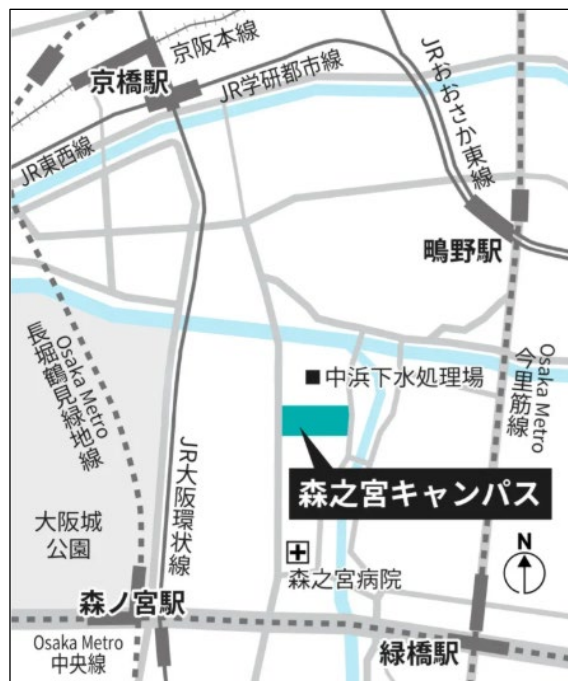 京阪本線
京橋駅
JR学研都市線
JRおおさか東線
JR東西線
鴫野駅
Osaka Metro
長堀鶴見緑地線
中浜下水処理場
Osaka Metro
今里筋線
JR大阪環状線
森之宮キャンパス
大阪城
公園
N
森之宮病院
森ノ宮駅
Osaka Metro
中央線
緑橋駅